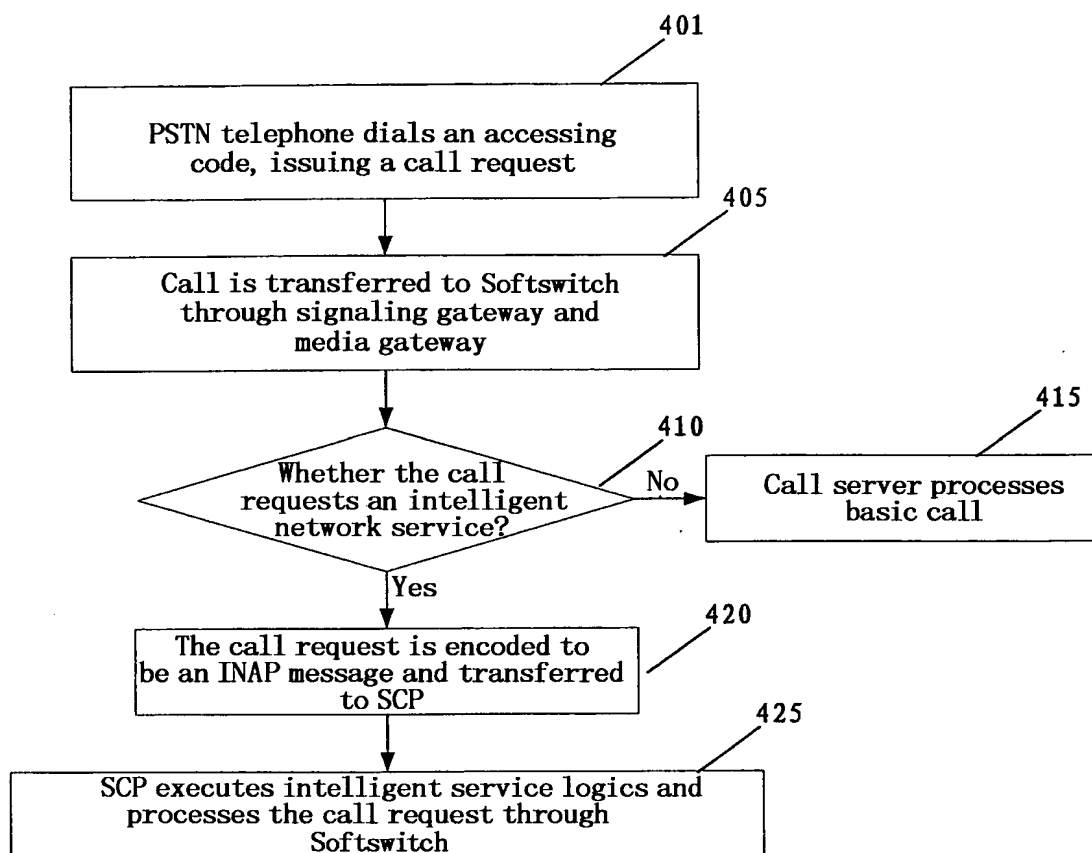 401
PSTN telephone dials an accessing
code, issuing a call request
405
Call is transferred to Softswitch
through signaling gateway and
media gateway
410
Whether the call
requests an intelligent
network service?
No
415
Call server processes
basic call
Yes
420
The call request is encoded to
be an INAP message and transferred
to SCP
425
SCP executes intelligent service logics and
processes the call request through
Softswitch